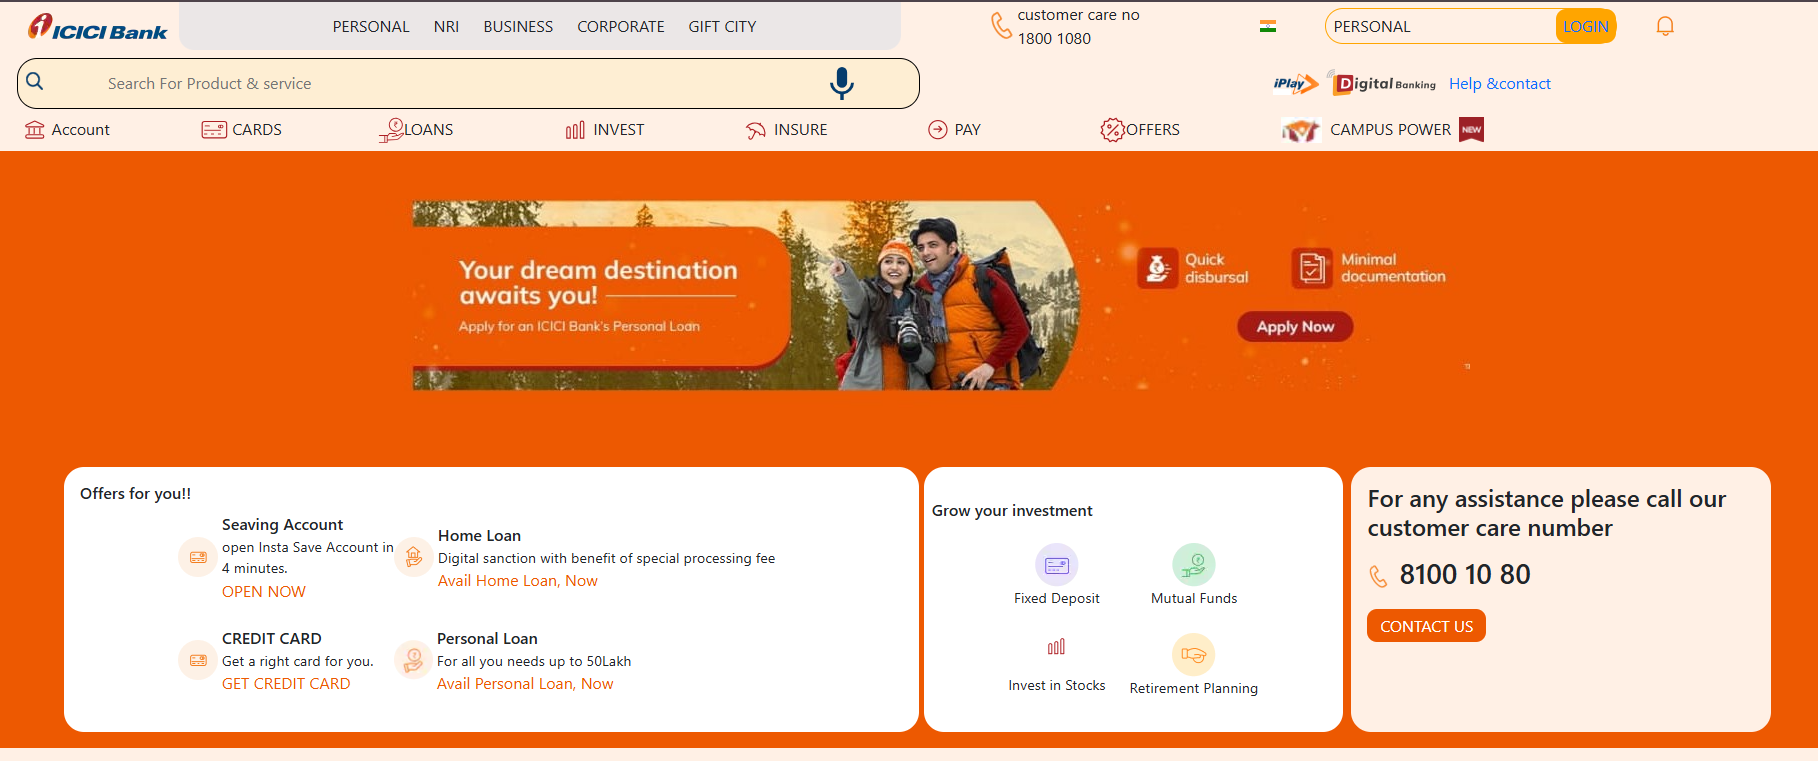 ICICI Bank
PERSONAL NRI BUSINESS CORPORATE GIFT CITY
customer care no
1800 1080
PERSONAL
LOGIN
Search For Product & service
iPlay
Digital Banking
Help &contact
Account
CARDS
LOANS
INVEST
INSURE
PAY
OFFERS
CAMPUS POWER
NEW
Your dream destination
awaits you!
Apply for an ICICI Bank's Personal Loan
Quick
disbursal
Minimal
documentation
Apply Now
Offers for you!!
Seaving Account
open Insta Save Account in
4 minutes.
OPEN NOW
Home Loan
Digital sanction with benefit of special processing fee
Avail Home Loan, Now
CREDIT CARD
Get a right card for you.
GET CREDIT CARD
Personal Loan
For all you needs up to 50Lakh
Avail Personal Loan, Now
Grow your investment
Fixed Deposit
Mutual Funds
Invest in Stocks
Retirement Planning
For any assistance please call our
customer care number
8100 10 80
CONTACT US